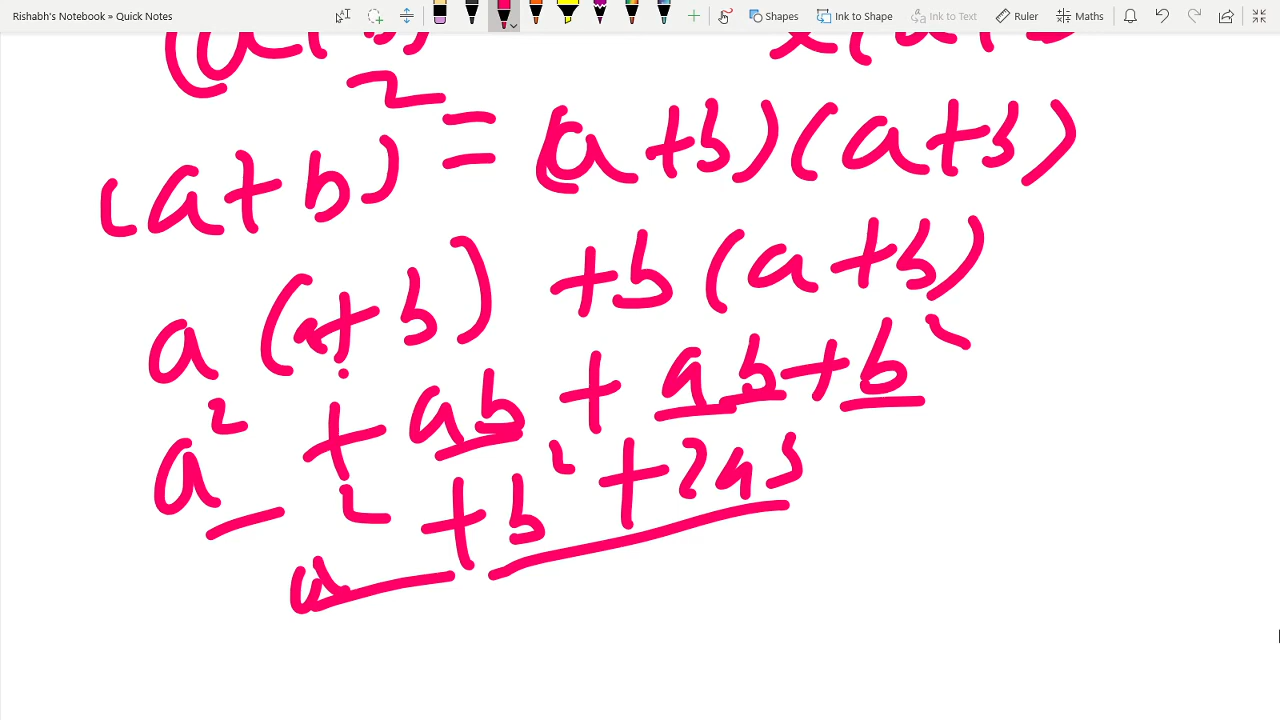 Rishabh's Notebook » Quick Notes
Shapes Ink to Shape Ink to Text Ruler Maths
(a+b)² = (a+b)(a+b)
a(a+b) +b(a+b)
a² + ab + ab+b²
a² +b² +2ab